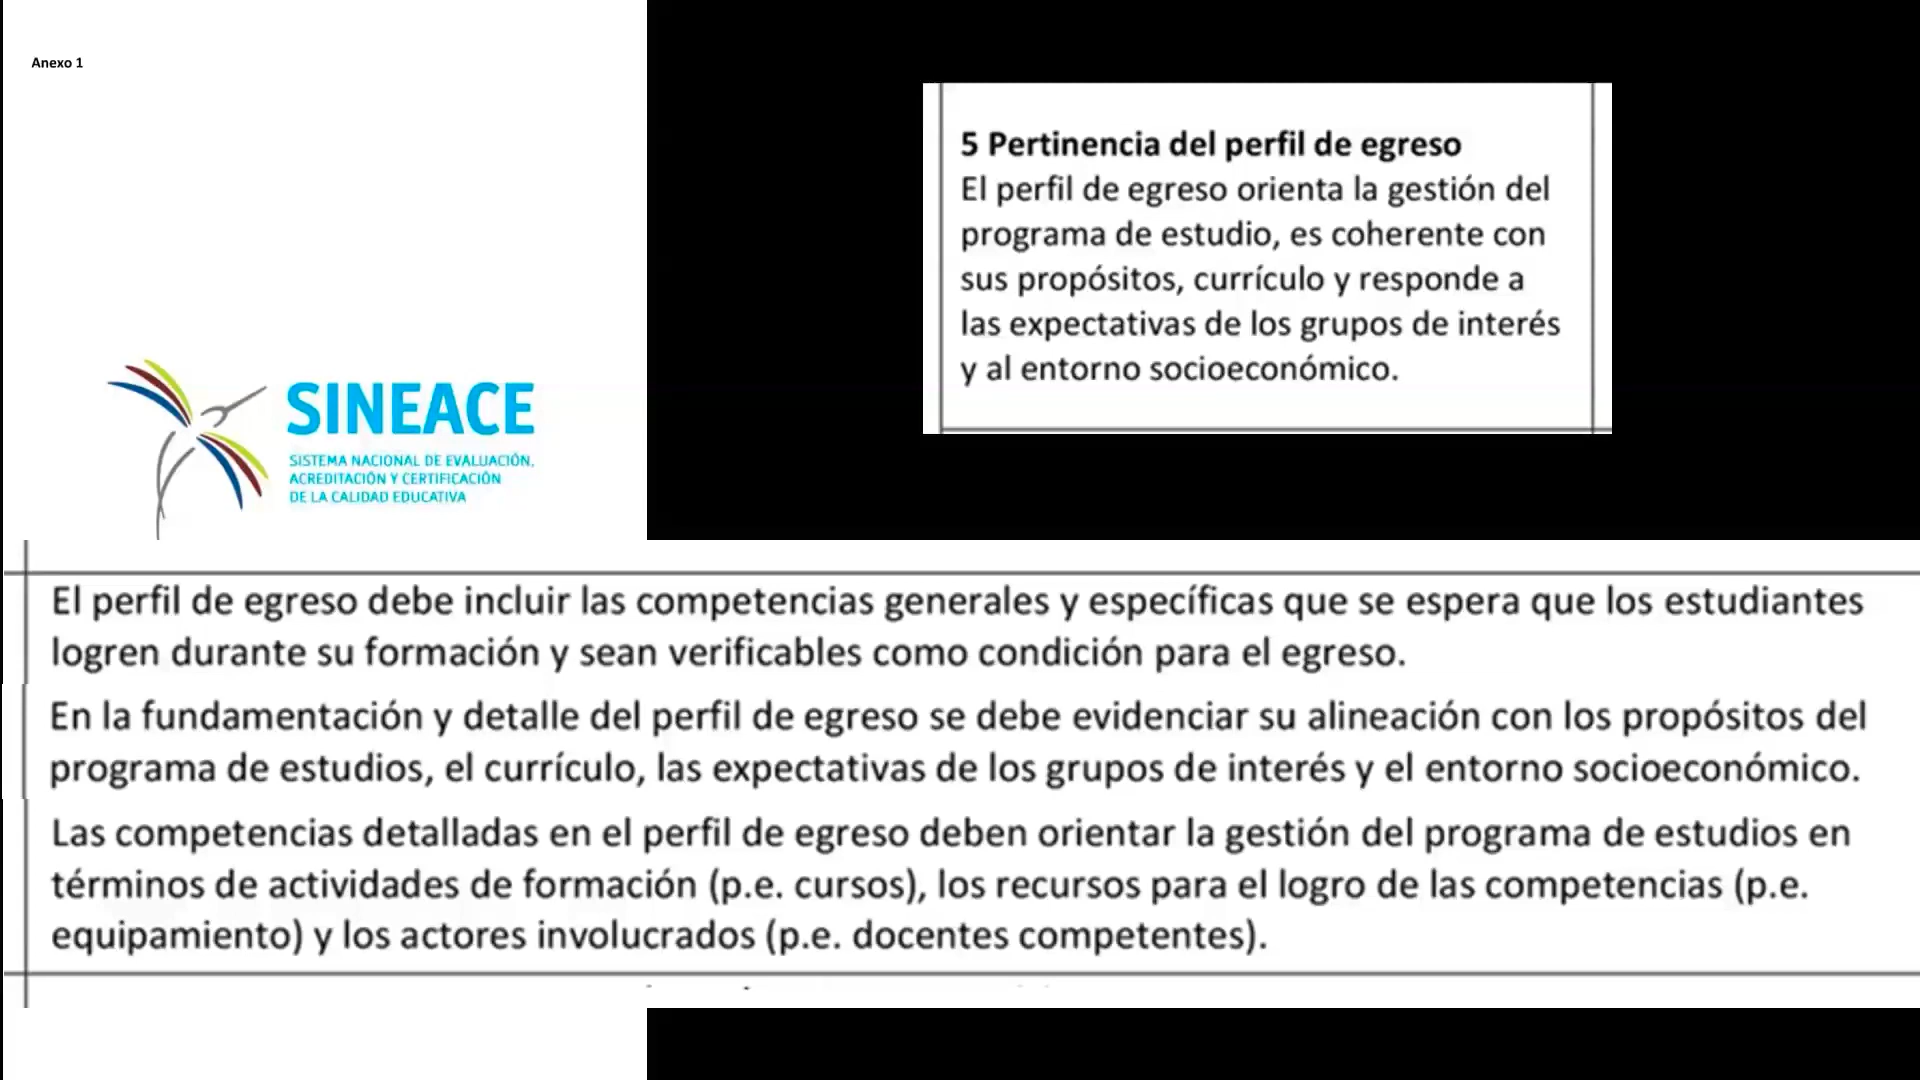 Anexo 1
5 Pertinencia del perfil de egreso
El perfil de egreso orienta la gestión del
programa de estudio, es coherente con
sus propósitos, currículo y responde a
las expectativas de los grupos de interés
y al entorno socioeconómico.
SINEACE
SISTEMA NACIONAL DE EVALUACIÓN,
ACREDITACIÓN Y CERTIFICACIÓN
DE LA CALIDAD EDUCATIVA
El perfil de egreso debe incluir las competencias generales y específicas que se espera que los estudiantes
logren durante su formación y sean verificables como condición para el egreso.
En la fundamentación y detalle del perfil de egreso se debe evidenciar su alineación con los propósitos del
programa de estudios, el currículo, las expectativas de los grupos de interés y el entorno socioeconómico.
Las competencias detalladas en el perfil de egreso deben orientar la gestión del programa de estudios en
términos de actividades de formación (p.e. cursos), los recursos para el logro de las competencias (p.e.
equipamiento) y los actores involucrados (p.e. docentes competentes).